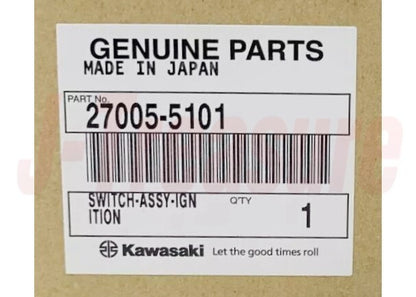 GENUINE PARTS
MADE IN JAPAN
PART No.
27005-5101
SWITCH-ASSY-IGN
ITION
Q'TY
1
Kawasaki Let the good times roll